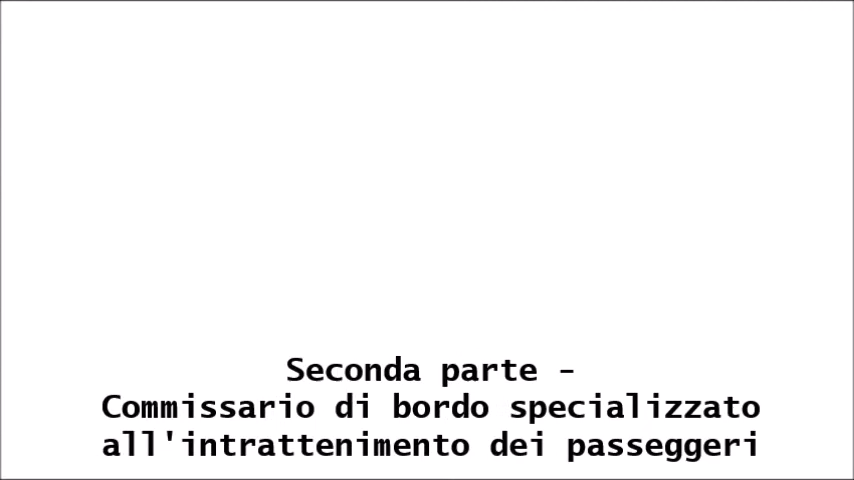 Seconda parte –
Commissario di bordo specializzato
all'intrattenimento dei passeggeri